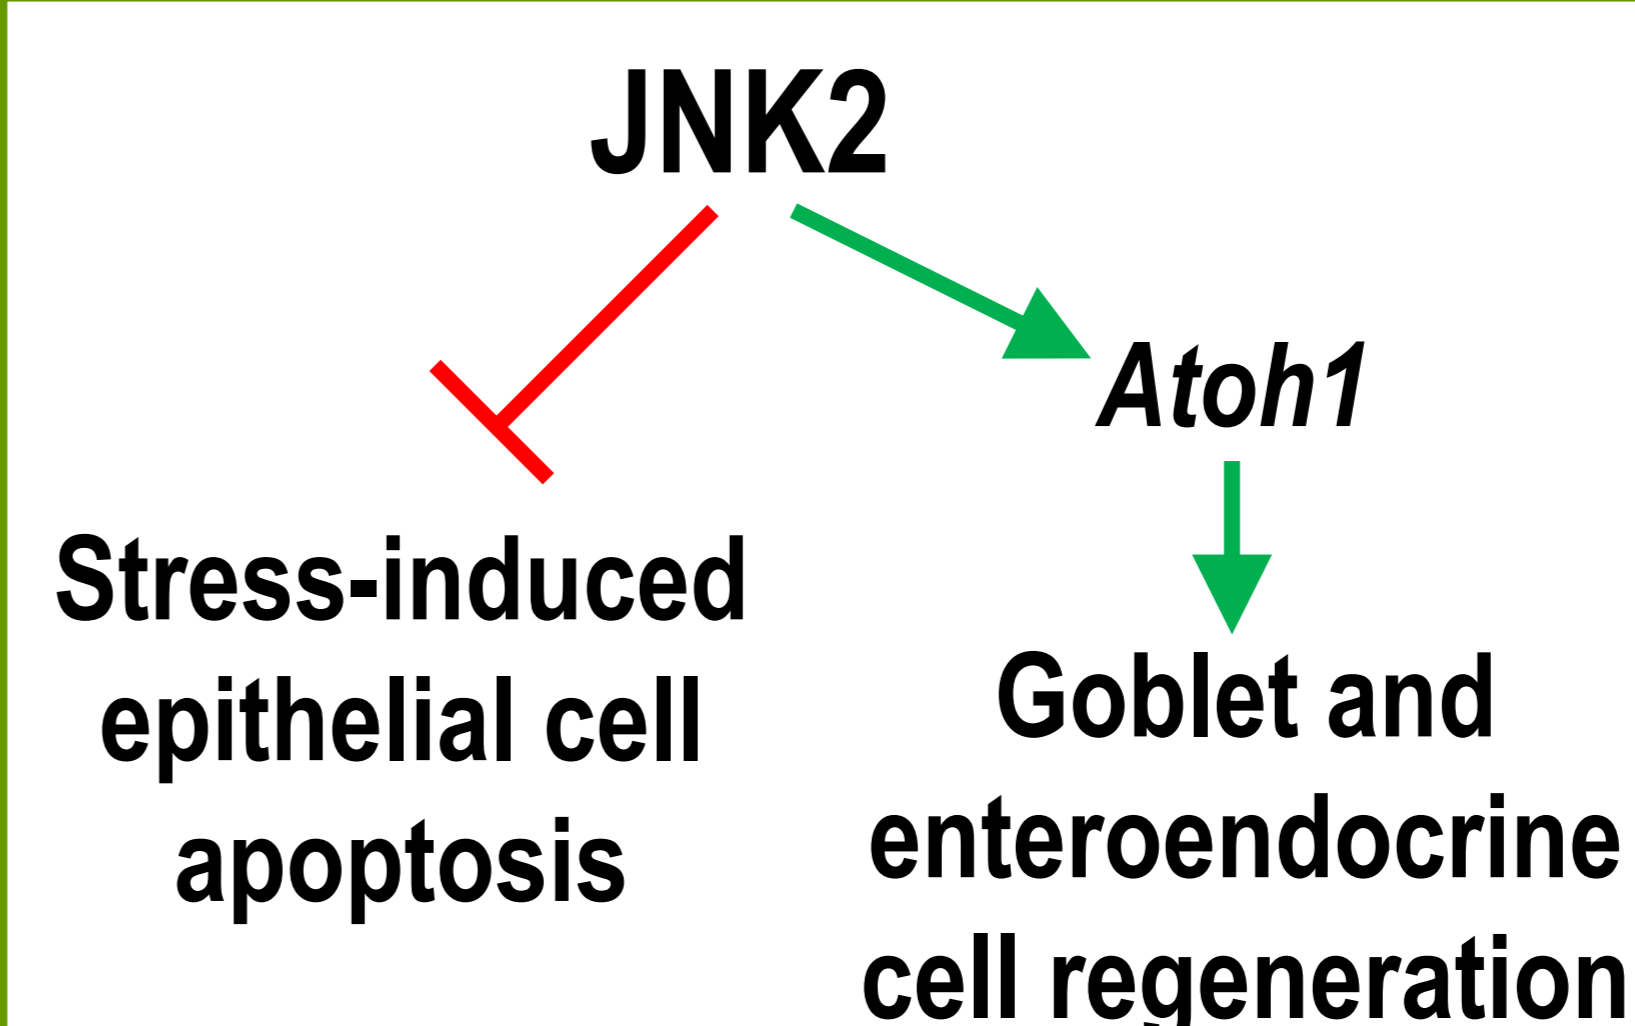 JNK2
Atoh1
Stress-induced
epithelial cell
apoptosis
Goblet and
enteroendocrine
cell regeneration